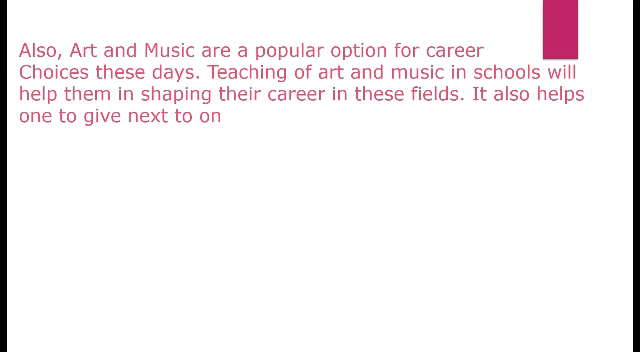 Also, Art and Music are a popular option for career
Choices these days. Teaching of art and music in schools will
help them in shaping their career in these fields. It also helps
one to give next to on